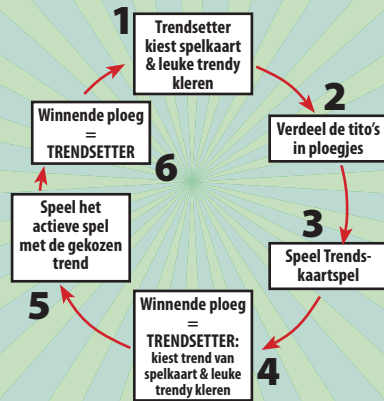 1
Trendsetter
kiest spelkaart
& leuke trendy
kleren
2
Verdeel de tito's
in ploegjes
3
Speel Trends-
kaartspel
4
Winnende ploeg
=
TRENDSETTER:
kiest trend van
spelkaart & leuke
trendy kleren
5
Speel het
actieve spel
met de gekozen
trend
6
Winnende ploeg
=
TRENDSETTER